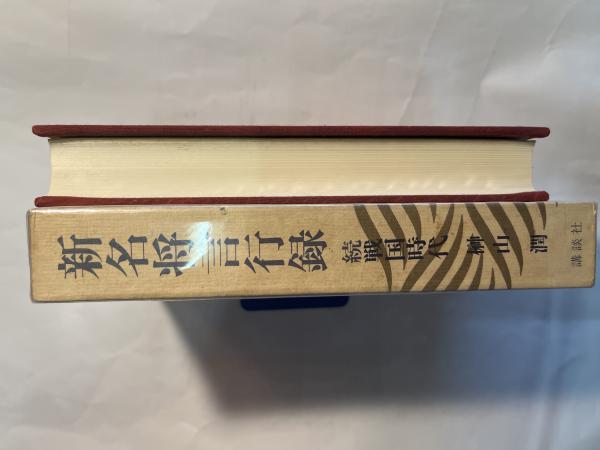 新名将言行録
続戦国時代
榊山 潤
講談社